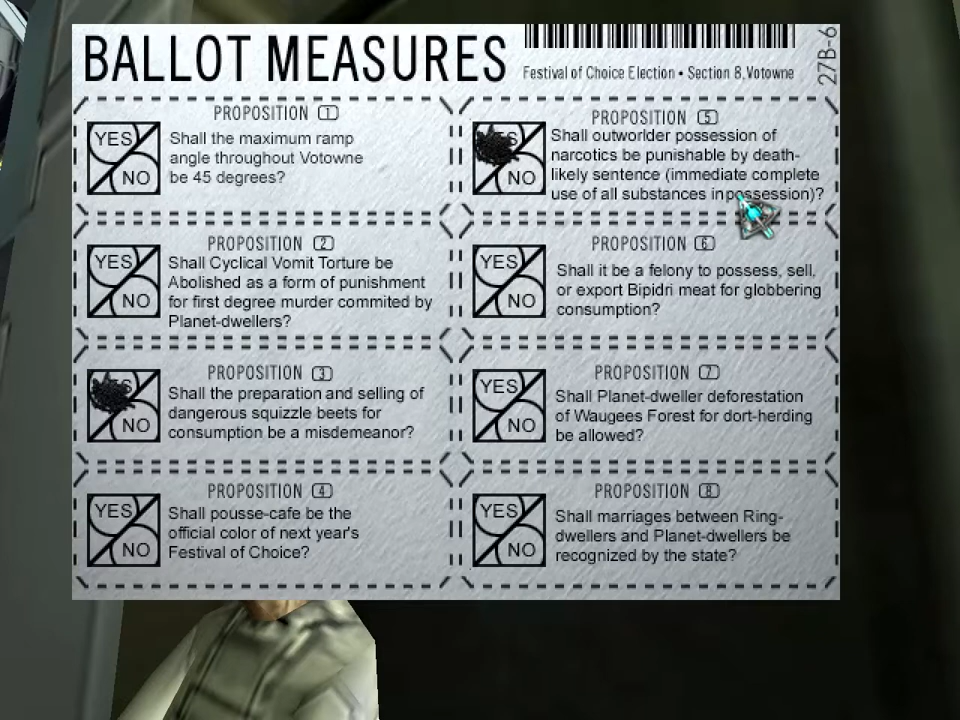 BALLOT MEASURES
Festival of Choice Election • Section 8, Votowne
27B-6
PROPOSITION 1
YES
NO
Shall the maximum ramp
angle throughout Votowne
be 45 degrees?
PROPOSITION 2
YES
NO
Shall Cyclical Vomit Torture be
Abolished as a form of punishment
for first degree murder commited by
Planet-dwellers?
PROPOSITION 3
NO
Shall the preparation and selling of
dangerous squizzle beets for
consumption be a misdemeanor?
PROPOSITION 4
YES
NO
Shall pousse-cafe be the
official color of next year's
Festival of Choice?
PROPOSITION 5
NO
Shall outworlder possession of
narcotics be punishable by death-
likely sentence (immediate complete
use of all substances in possession)?
PROPOSITION 6
YES
NO
Shall it be a felony to possess, sell,
or export Bipidri meat for globbering
consumption?
PROPOSITION 7
YES
NO
Shall Planet-dweller deforestation
of Waugees Forest for dort-herding
be allowed?
PROPOSITION 8
YES
NO
Shall marriages between Ring-
dwellers and Planet-dwellers be
recognized by the state?